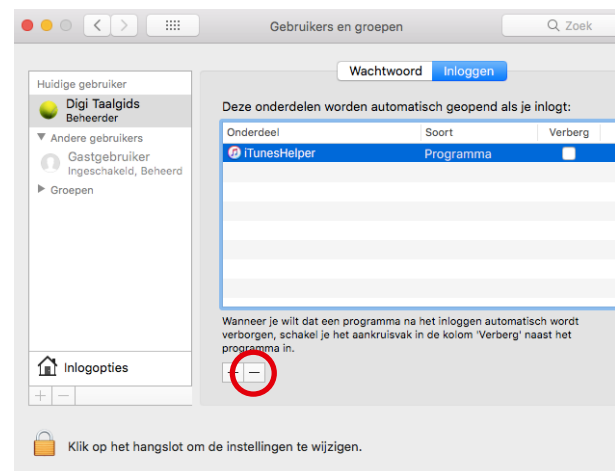 Gebruikers en groepen
Zoek
Wachtwoord
Inloggen
Huidige gebruiker
Digi Taalgids
Beheerder
Andere gebruikers
Gastgebruiker
Ingeschakeld, Beheerd
Groepen
Inlogopties
Deze onderdelen worden automatisch geopend als je inlogt:
Onderdeel Soort Verberg
iTunesHelper Programma
Wanneer je wilt dat een programma na het inloggen automatisch wordt
verborgen, schakel je het aankruisvak in de kolom 'Verberg' naast het
programma in.
+ −
+ −
Klik op het hangslot om de instellingen te wijzigen.